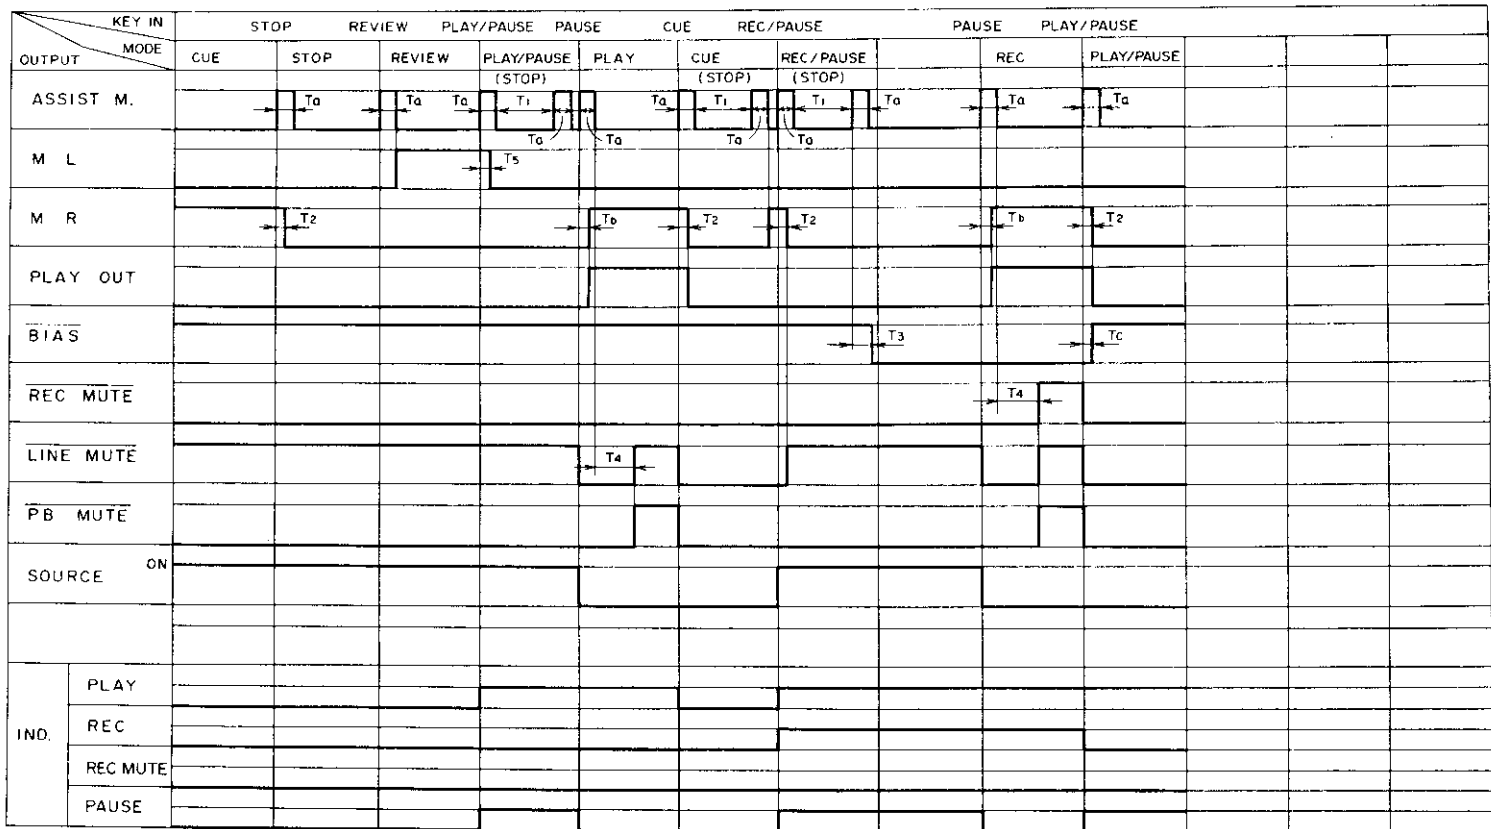 KEY IN STOP REVIEW PLAY/PAUSE PAUSE CUE REC/PAUSE PAUSE PLAY/PAUSE
MODE
OUTPUT CUE STOP REVIEW PLAY/PAUSE PLAY CUE REC/PAUSE REC PLAY/PAUSE
(STOP) (STOP) (STOP)
ASSIST M. Ta Ta Ta T1 Ta T1 T1 Ta Ta Ta
Ta Ta Ta Ta
M L T5
M R T2 Tb T2 T2 Tb T2
PLAY OUT
BIAS T3 Tc
REC MUTE T4
LINE MUTE T4
PB MUTE
SOURCE ON
IND.
PLAY
REC
REC MUTE
PAUSE